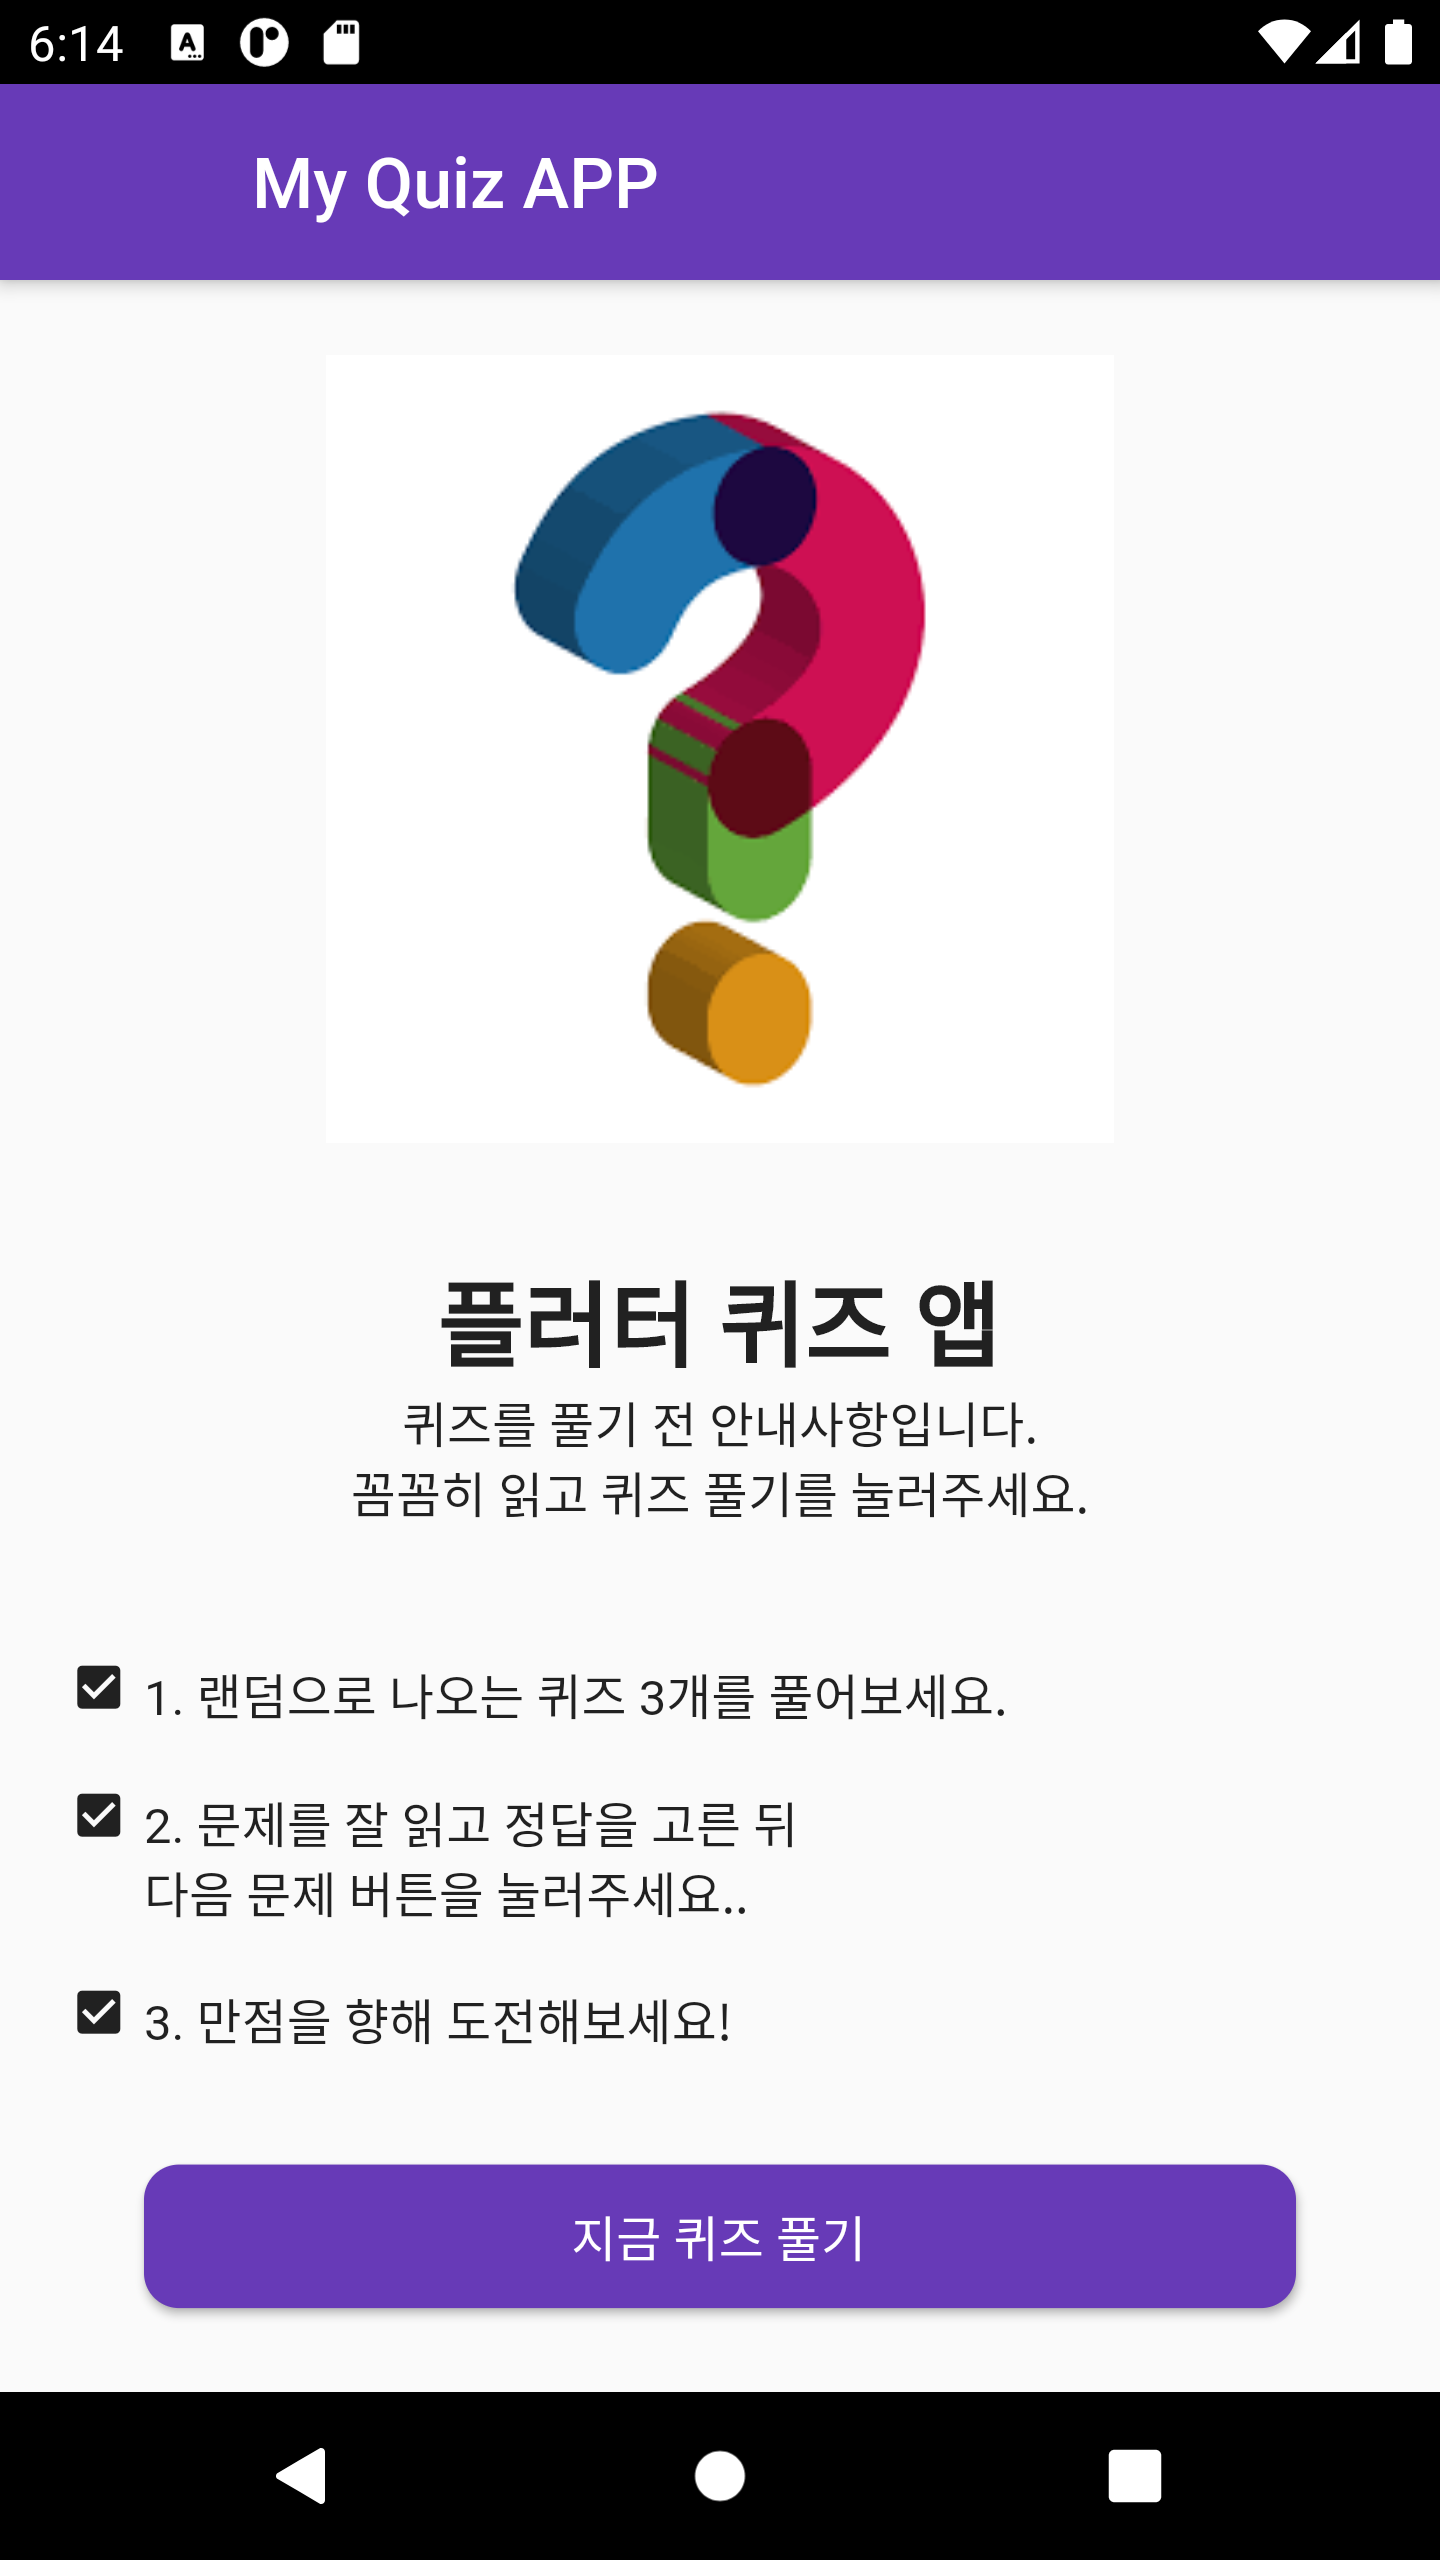 6:14
My Quiz APP
플러터 퀴즈 앱
퀴즈를 풀기 전 안내사항입니다.
꼼꼼히 읽고 퀴즈 풀기를 눌러주세요.
1. 랜덤으로 나오는 퀴즈 3개를 풀어보세요.
2. 문제를 잘 읽고 정답을 고른 뒤
다음 문제 버튼을 눌러주세요..
3. 만점을 향해 도전해보세요!
지금 퀴즈 풀기